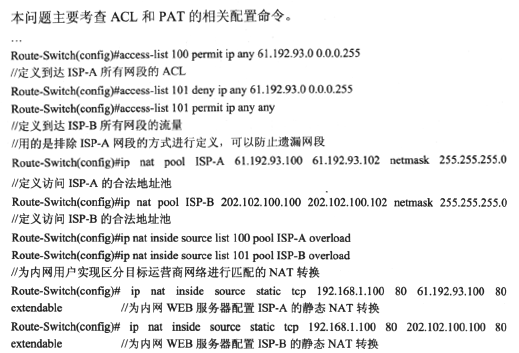 本问题主要考查 ACL 和 PAT 的相关配置命令。
…
Route-Switch(config)#access-list 100 permit ip any 61.192.93.0 0.0.0.255
//定义到达 ISP-A 所有网段的 ACL
Route-Switch(config)#access-list 101 deny ip any 61.192.93.0 0.0.0.255
Route-Switch(config)#access-list 101 permit ip any any
//定义到达 ISP-B 所有网段的流量
//用的是排除 ISP-A 网段的方式进行定义，可以防止遗漏网段
Route-Switch(config)#ip nat pool ISP-A 61.192.93.100 61.192.93.102 netmask 255.255.255.0
//定义访问 ISP-A 的合法地址池
Route-Switch(config)#ip nat pool ISP-B 202.102.100.100 202.102.100.102 netmask 255.255.255.0
//定义访问 ISP-B 的合法地址池
Route-Switch(config)#ip nat inside source list 100 pool ISP-A overload
Route-Switch(config)#ip nat inside source list 101 pool ISP-B overload
//为内网用户实现区分目标运营商网络进行匹配的 NAT 转换
Route-Switch(config)# ip nat inside source static tcp 192.168.1.100 80 61.192.93.100 80
extendable //为内网 WEB 服务器配置 ISP-A 的静态 NAT 转换
Route-Switch(config)# ip nat inside source static tcp 192.168.1.100 80 202.102.100.100 80
extendable //为内网 WEB 服务器配置 ISP-B 的静态 NAT 转换